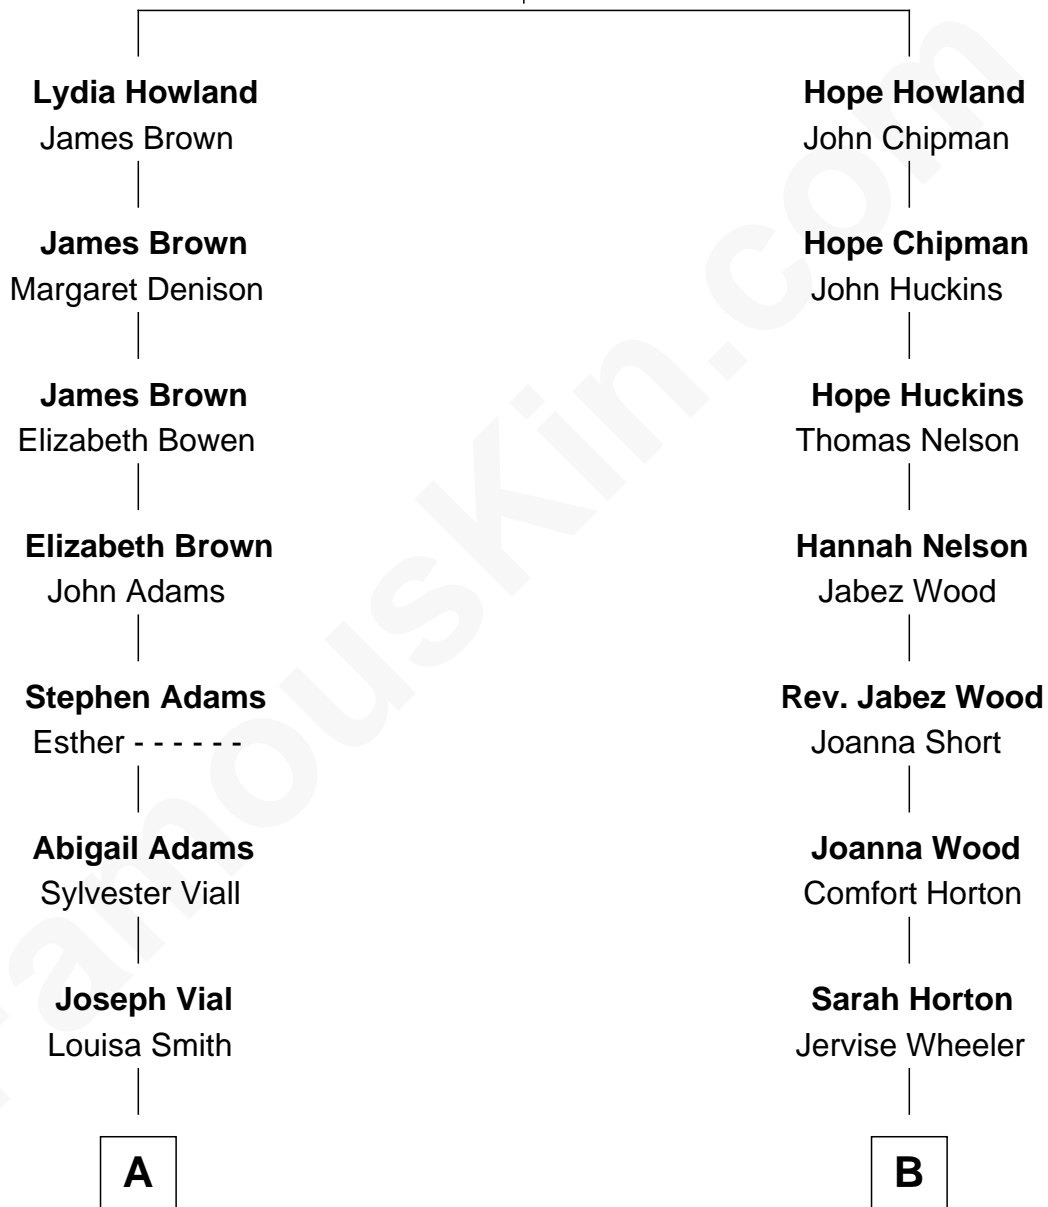 Lydia Howland
James Brown
Hope Howland
John Chipman
James Brown
Margaret Denison
Hope Chipman
John Huckins
James Brown
Elizabeth Bowen
Hope Huckins
Thomas Nelson
Elizabeth Brown
John Adams
Hannah Nelson
Jabez Wood
Stephen Adams
Esther - - - - - -
Rev. Jabez Wood
Joanna Short
Abigail Adams
Sylvester Viall
Joanna Wood
Comfort Horton
Joseph Vial
Louisa Smith
Sarah Horton
Jervise Wheeler
A
B
FamousKin.com